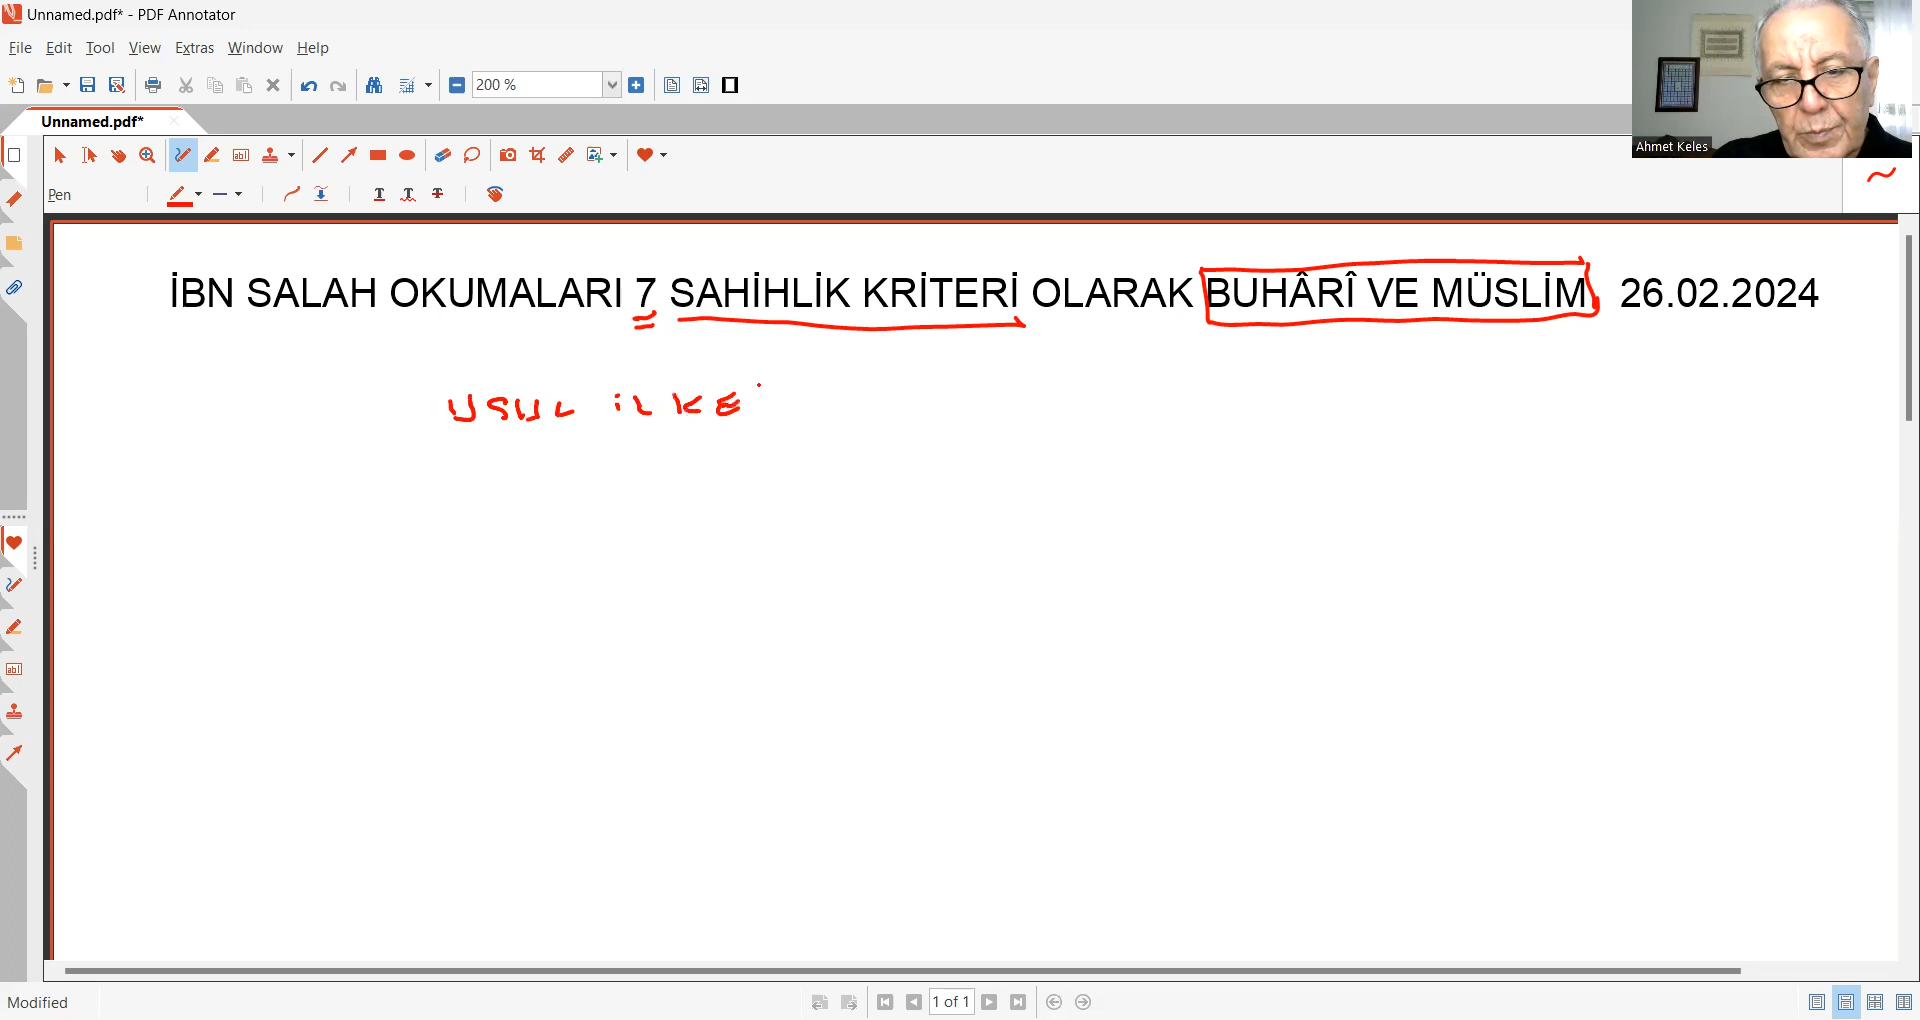 Unnamed.pdf* - PDF Annotator
File Edit Tool View Extras Window Help
200 %
Unnamed.pdf*
Ahmet Keles
Pen
İBN SALAH OKUMALARI 7 SAHİHLİK KRİTERİ OLARAK BUHÂRÎ VE MÜSLİM 26.02.2024
USUL İLKE
Modified
1 of 1